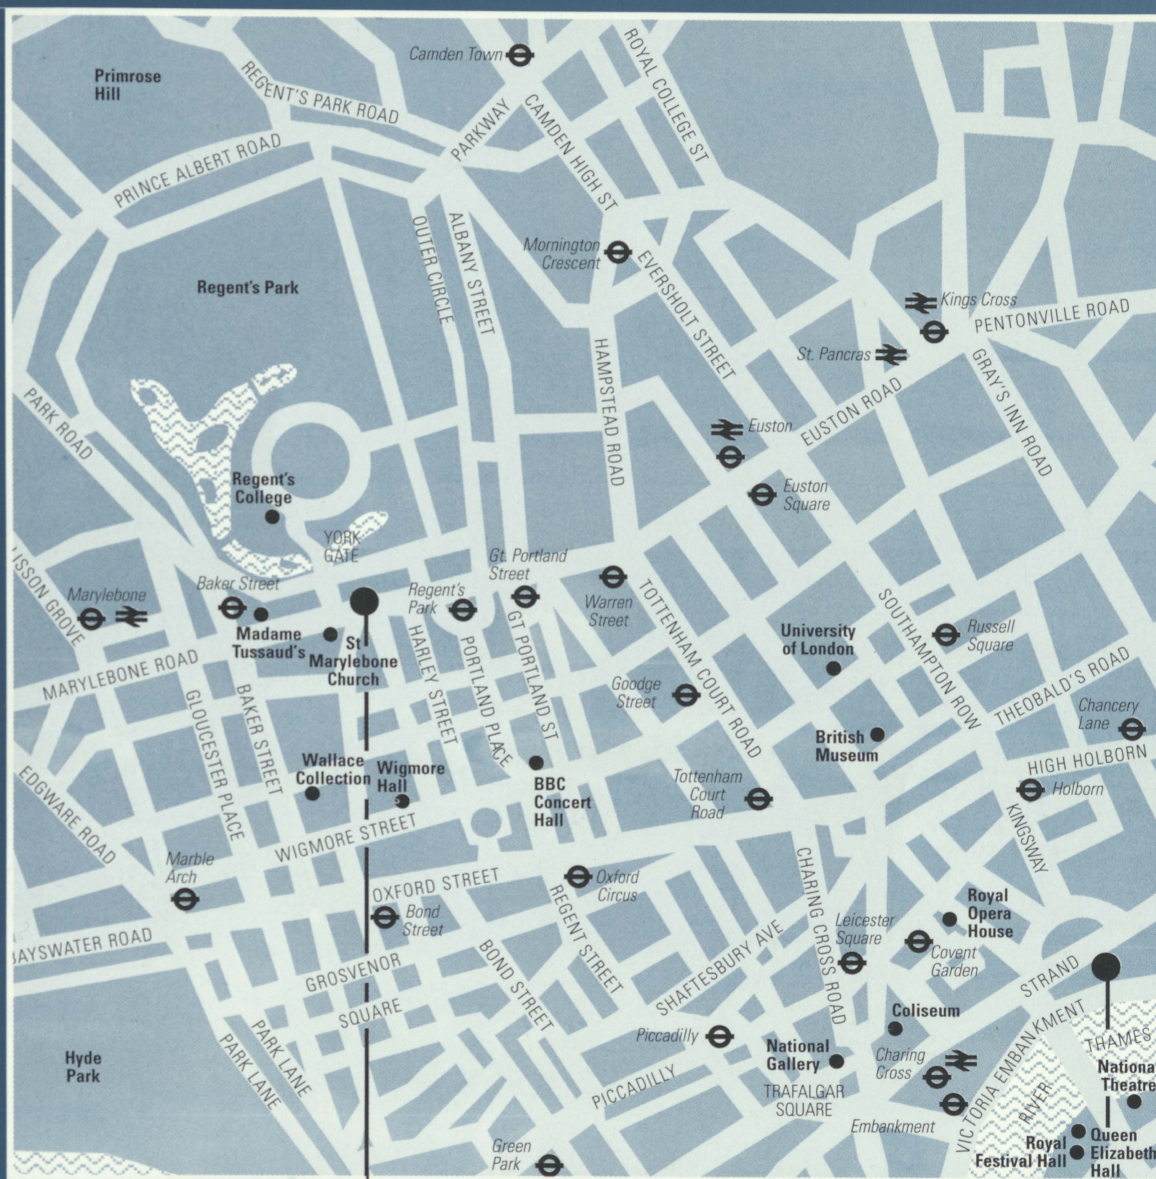 Camden Town
ROYAL COLLEGE ST
Primrose
Hill
REGENT'S PARK ROAD
PARKWAY
CAMDEN HIGH ST
PRINCE ALBERT ROAD
OUTER CIRCLE
ALBANY STREET
Mornington
Crescent
EVERSHOLT STREET
Regent's Park
Kings Cross
PENTONVILLE ROAD
St. Pancras
HAMPSTEAD ROAD
GRAY'S INN ROAD
PARK ROAD
EUSTON ROAD
Euston
Euston
Square
Regent's
College
YORK
GATE
Gt. Portland
Street
LISSON GROVE
Marylebone
Baker Street
Regent's
Park
Warren
Street
TOTTENHAM COURT ROAD
SOUTHAMPTON ROW
Russell
Square
Madame
Tussaud's
St
Marylebone
Church
HARLEY STREET
PORTLAND PLACE
GT PORTLAND ST
University
of London
MARYLEBONE ROAD
GLOUCESTER PLACE
BAKER STREET
Goodge
Street
THEOBALD'S ROAD
Chancery
Lane
British
Museum
HIGH HOLBORN
EDGWARE ROAD
Wallace
Collection
Wigmore
Hall
BBC
Concert
Hall
Tottenham
Court
Road
Holborn
KINGSWAY
WIGMORE STREET
Marble
Arch
OXFORD STREET
Oxford
Circus
CHARING CROSS ROAD
Bond
Street
REGENT STREET
Leicester
Square
Royal
Opera
House
Covent
Garden
BAYSWATER ROAD
GROSVENOR
SQUARE
BOND STREET
SHAFTESBURY AVE
STRAND
PARK LANE
PARK LANE
Piccadilly
Coliseum
VICTORIA EMBANKMENT
THAMES
RIVER
Hyde
Park
National
Gallery
Charing
Cross
National
Theatre
PICCADILLY
TRAFALGAR
SQUARE
Embankment
Green
Park
Royal
Festival Hall
Queen
Elizabeth
Hall